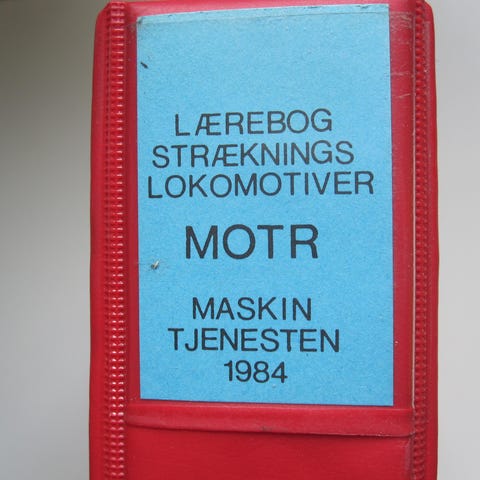 LÆREBOG
STRÆKNINGS
LOKOMOTIVER
MOTR
MASKIN
TJENESTEN
1984